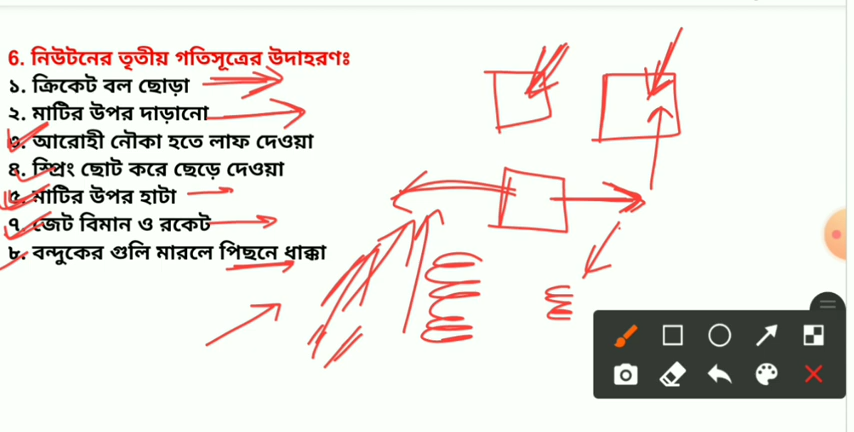 6. নিউটনের তৃতীয় গতিসূত্রের উদাহরণঃ
১. ক্রিকেট বল ছোড়া
২. মাটির উপর দাড়ানো
৩. আরোহী নৌকা হতে লাফ দেওয়া
৪. স্প্রিং ছোট করে ছেড়ে দেওয়া
৫. মাটির উপর হাটা
৭. জেট বিমান ও রকেট
৮. বন্দুকের গুলি মারলে পিছনে ধাক্কা